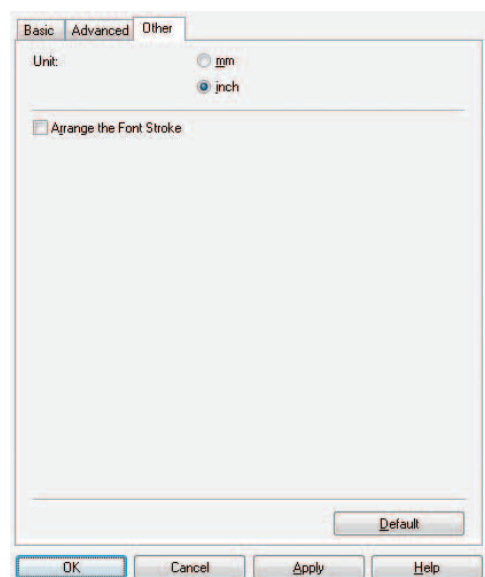 Basic Advanced Other
Unit: mm
inch
Arrange the Font Stroke
Default
OK Cancel Apply Help